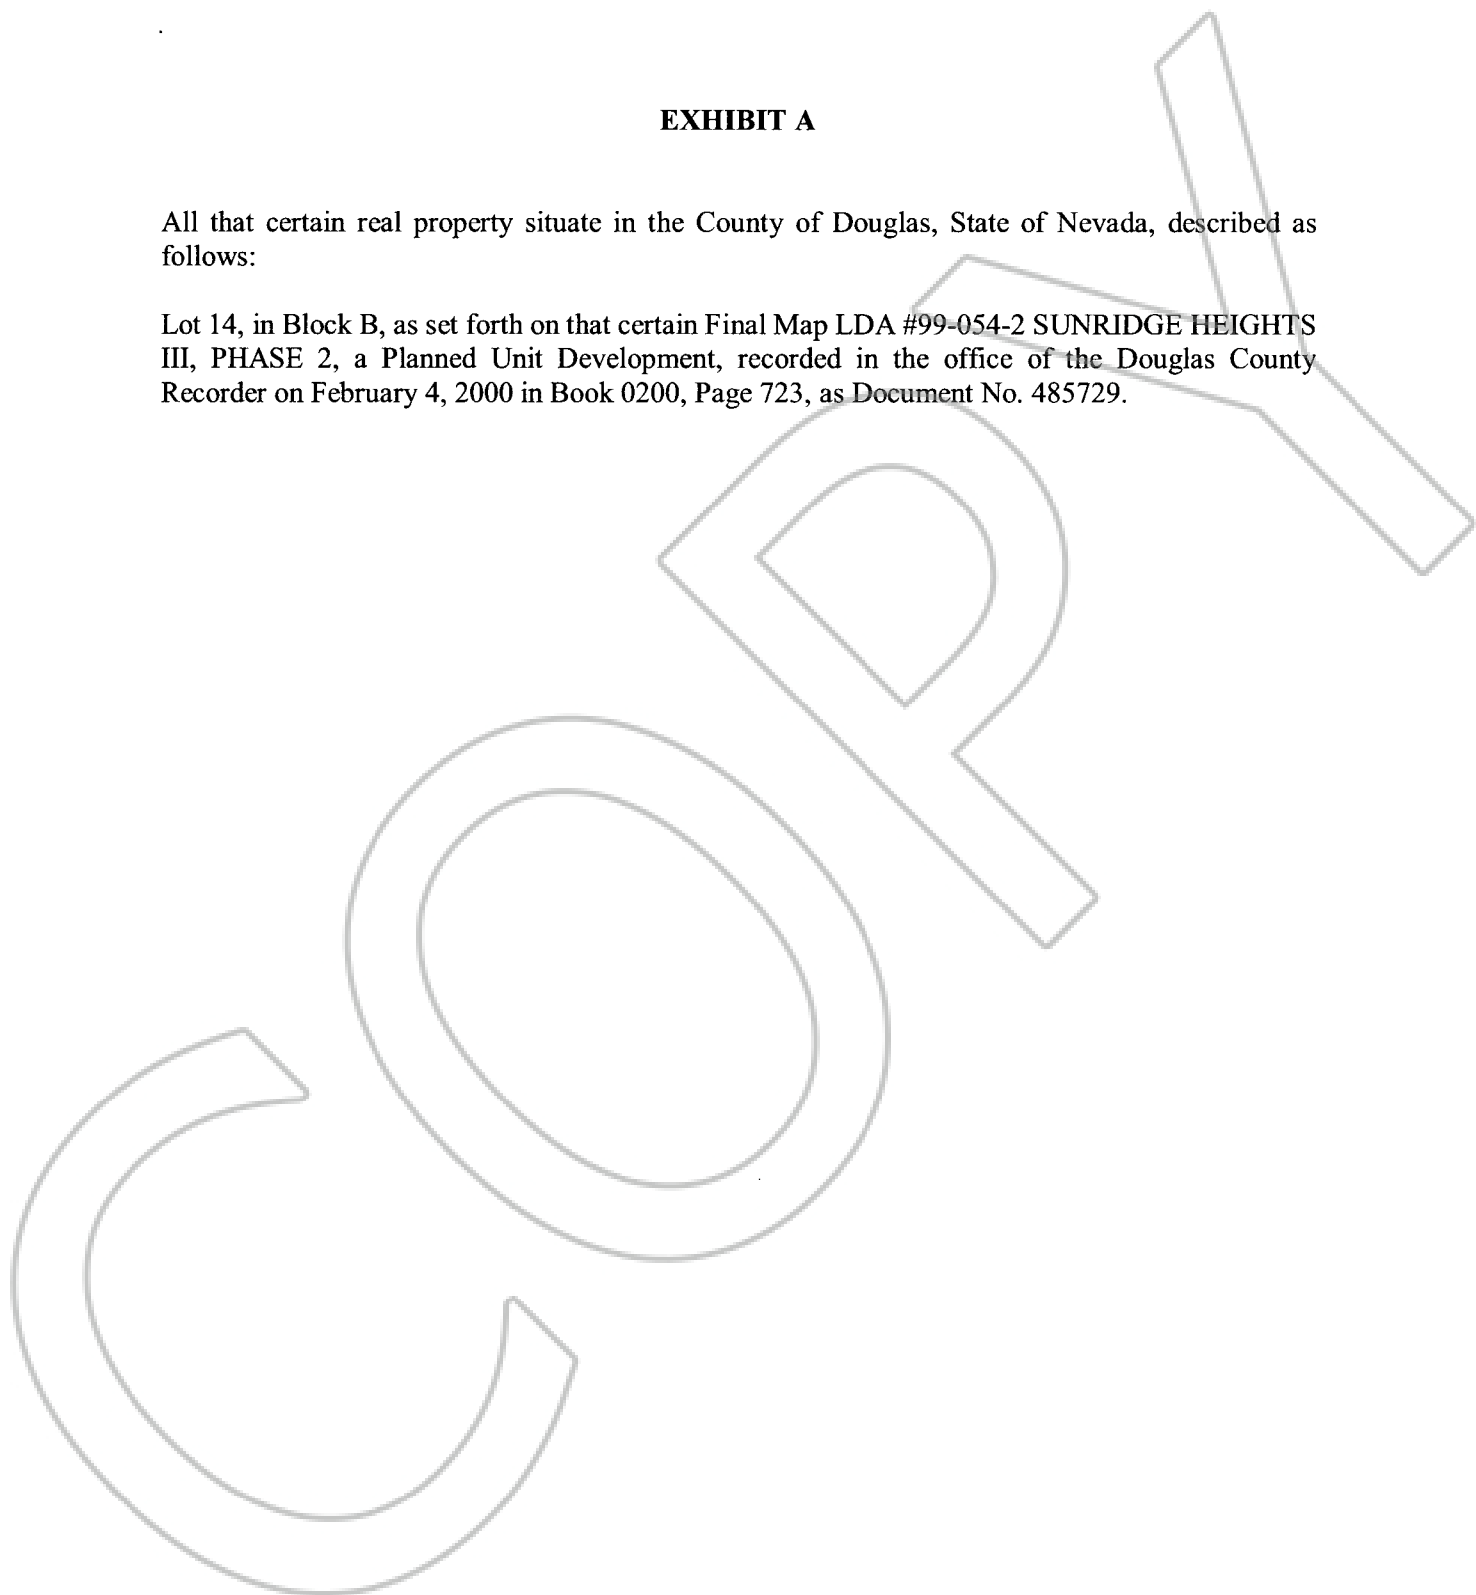 EXHIBIT A
All that certain real property situate in the County of Douglas, State of Nevada, described as
follows:
Lot 14, in Block B, as set forth on that certain Final Map LDA #99-054-2 SUNRIDGE HEIGHTS
III, PHASE 2, a Planned Unit Development, recorded in the office of the Douglas County
Recorder on February 4, 2000 in Book 0200, Page 723, as Document No. 485729.
COPY